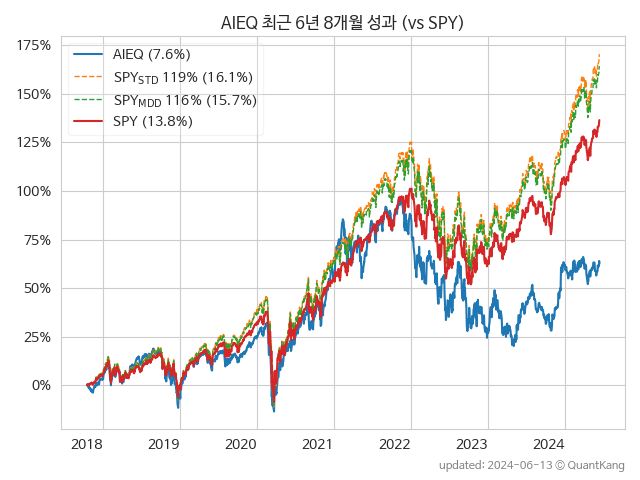 AIEQ 최근 6년 8개월 성과 (vs SPY)
175%
150%
125%
100%
75%
50%
25%
0%
AIEQ (7.6%)
SPYSTD 119% (16.1%)
SPYMDD 116% (15.7%)
SPY (13.8%)
2018 2019 2020 2021 2022 2023 2024
updated: 2024-06-13 ⓒ QuantKang